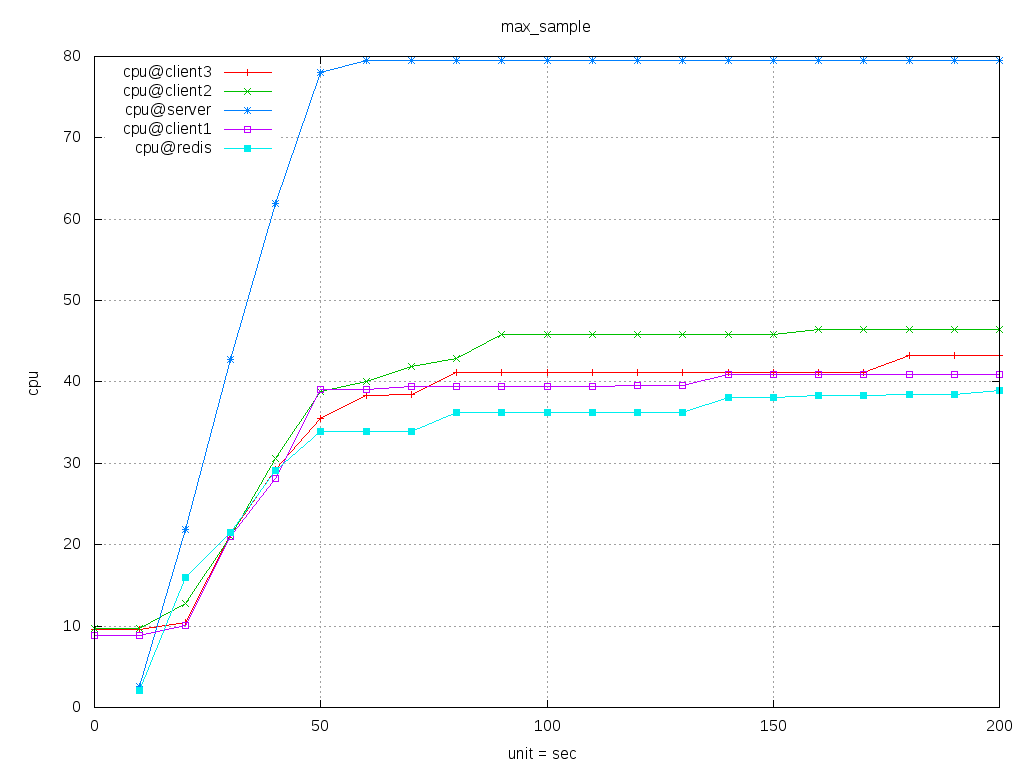 max_sample
80
70
60
50
40
30
20
10
0
cpu
cpu@client3
cpu@client2
cpu@server
cpu@client1
cpu@redis
0 50 100 150 200
unit = sec